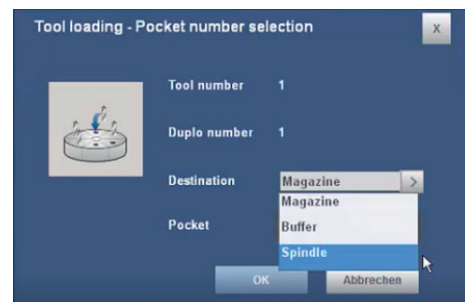 Tool loading - Pocket number selection
x
Tool number 1
Duplo number 1
Destination Magazine >
Magazine
Pocket Buffer
Spindle
OK Abbrechen